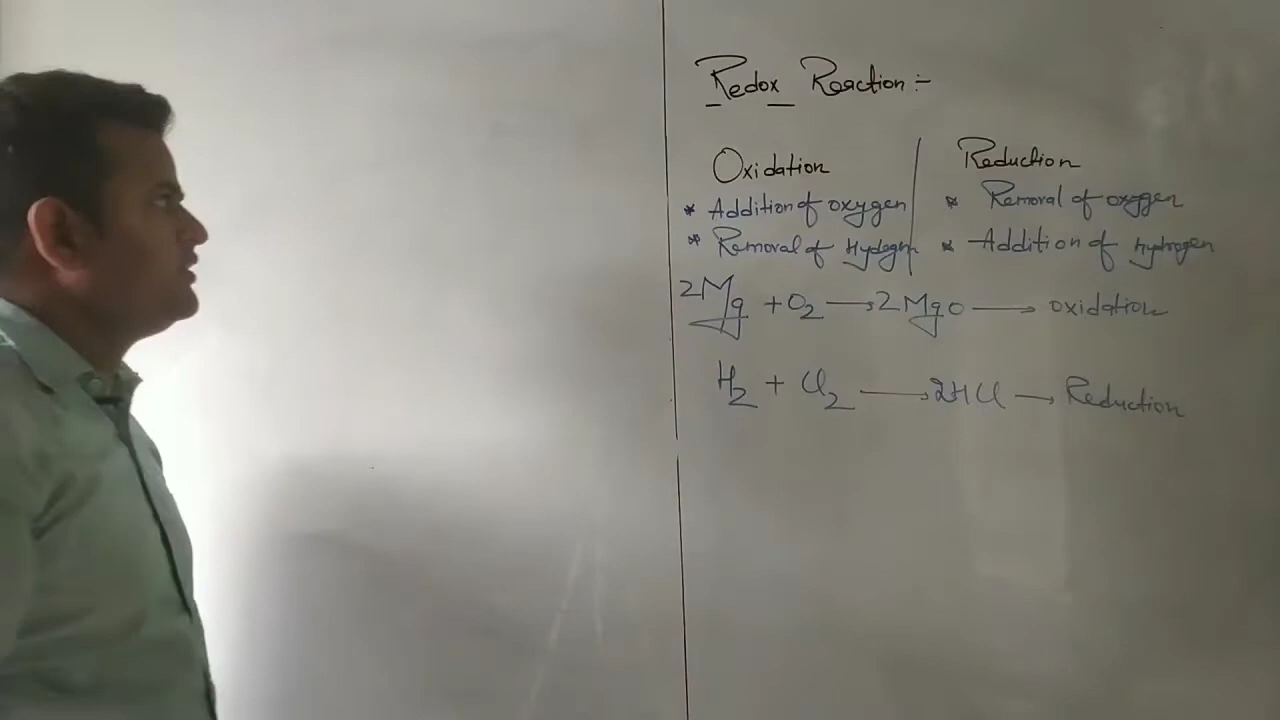 Redox Reaction :-
Oxidation
Reduction
* Addition of oxygen
* Removal of oxygen
* Removal of Hydogn
* Addition of hydrogen
2Mg + O2 → 2MgO → oxidation
H2 + Cl2 → 2HCl → Reduction